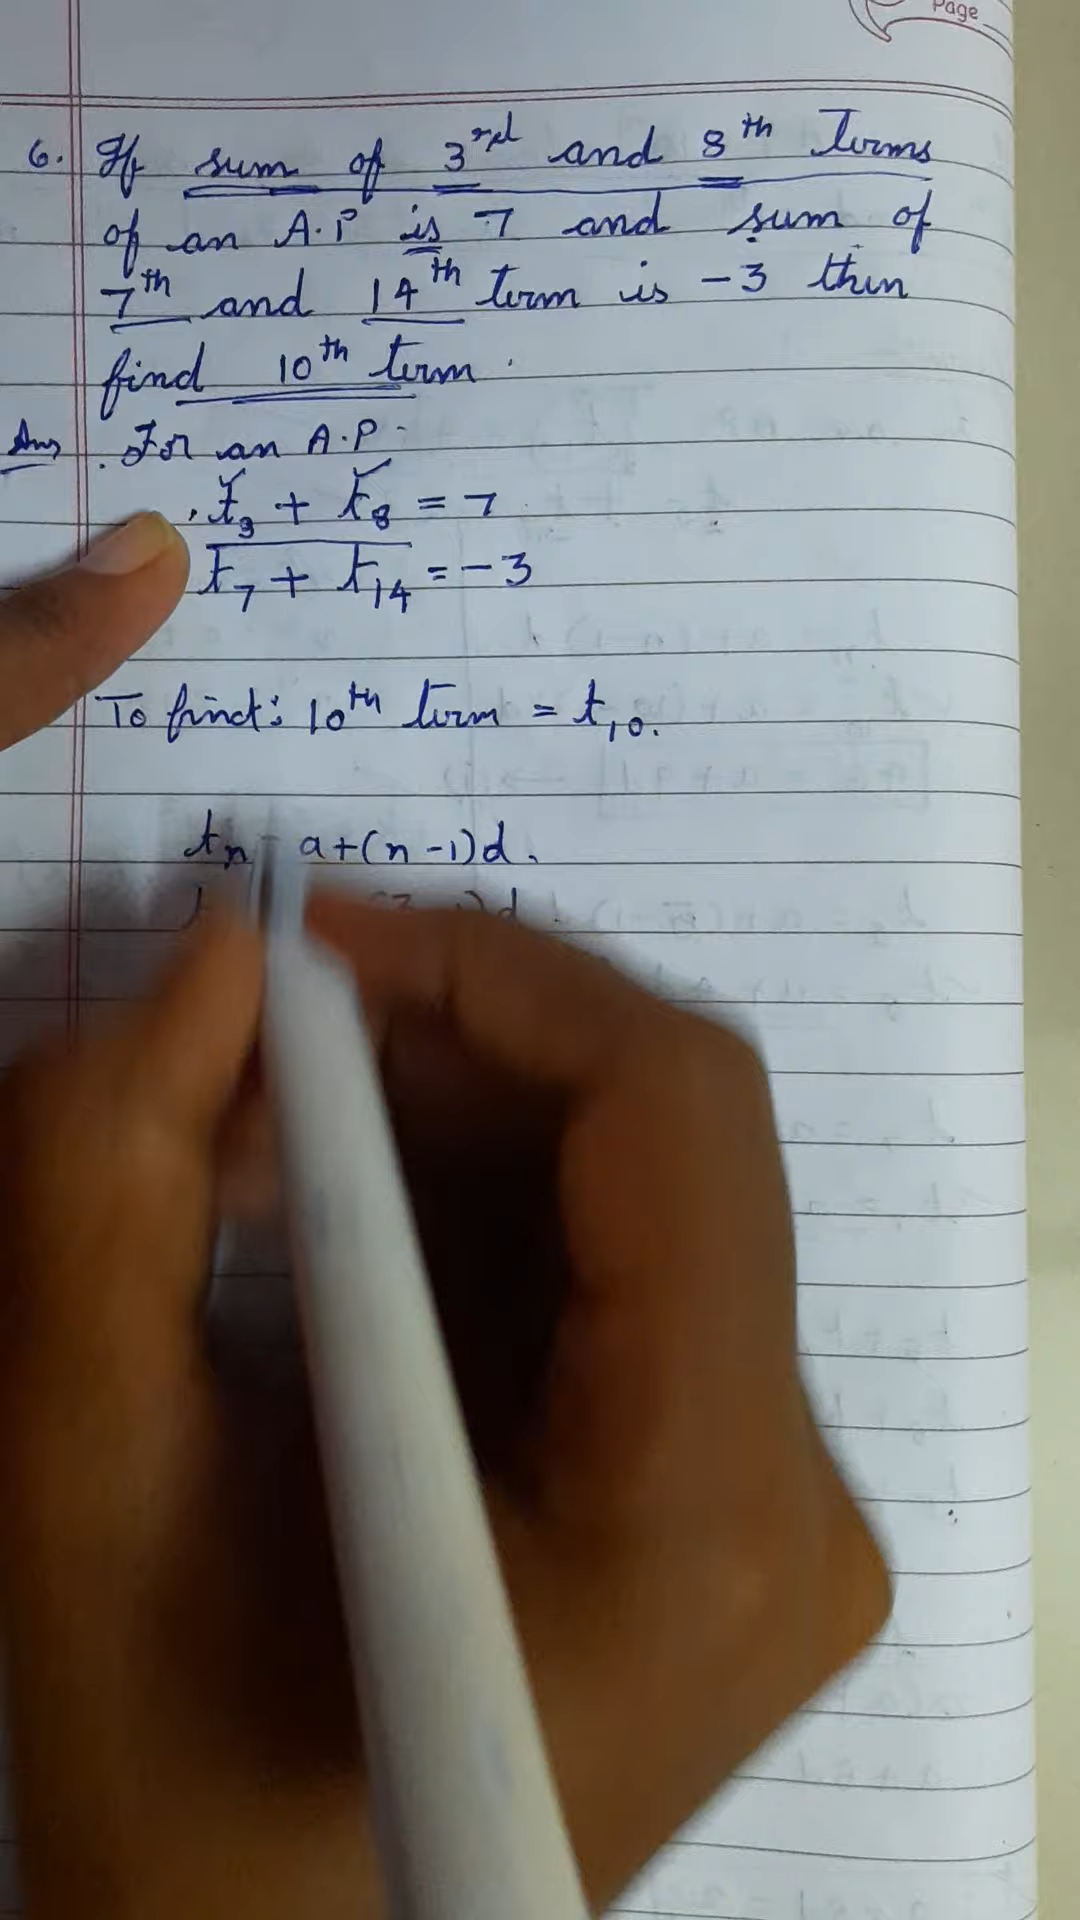 Page
6. If sum of 3rd and 8th Terms
of an A.P is 7 and sum of
7th and 14th term is -3 then
find 10th term.
Ans . For an A.P.
t₃ + t₈ = 7
t₇ + t₁₄ = -3
To find: 10th term = t₁₀.
tₙ = a+(n-1)d.